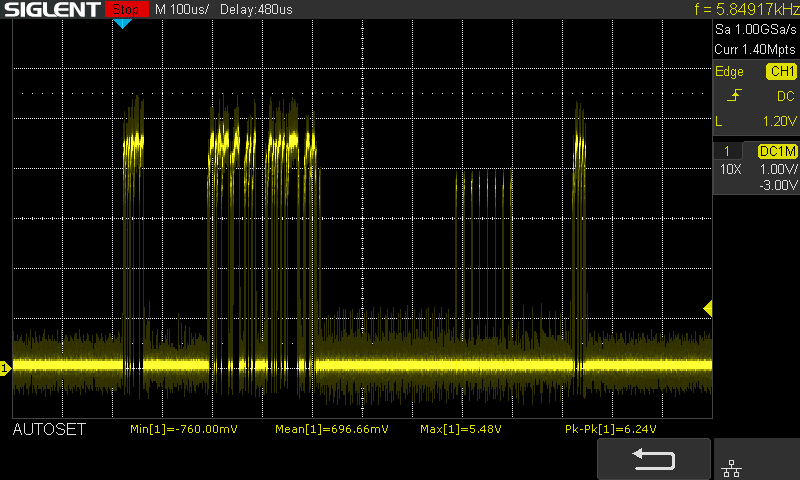 SIGLENT Stop M 100us/ Delay:480us f = 5.84917kHz
Sa 1.00GSa/s
Curr 1.40Mpts
Edge CH1
DC
L 1.20V
1 DC1M
10X 1.00V/
-3.00V
1
AUTOSET Min[1]=-760.00mV Mean[1]=696.66mV Max[1]=5.48V Pk-Pk[1]=6.24V